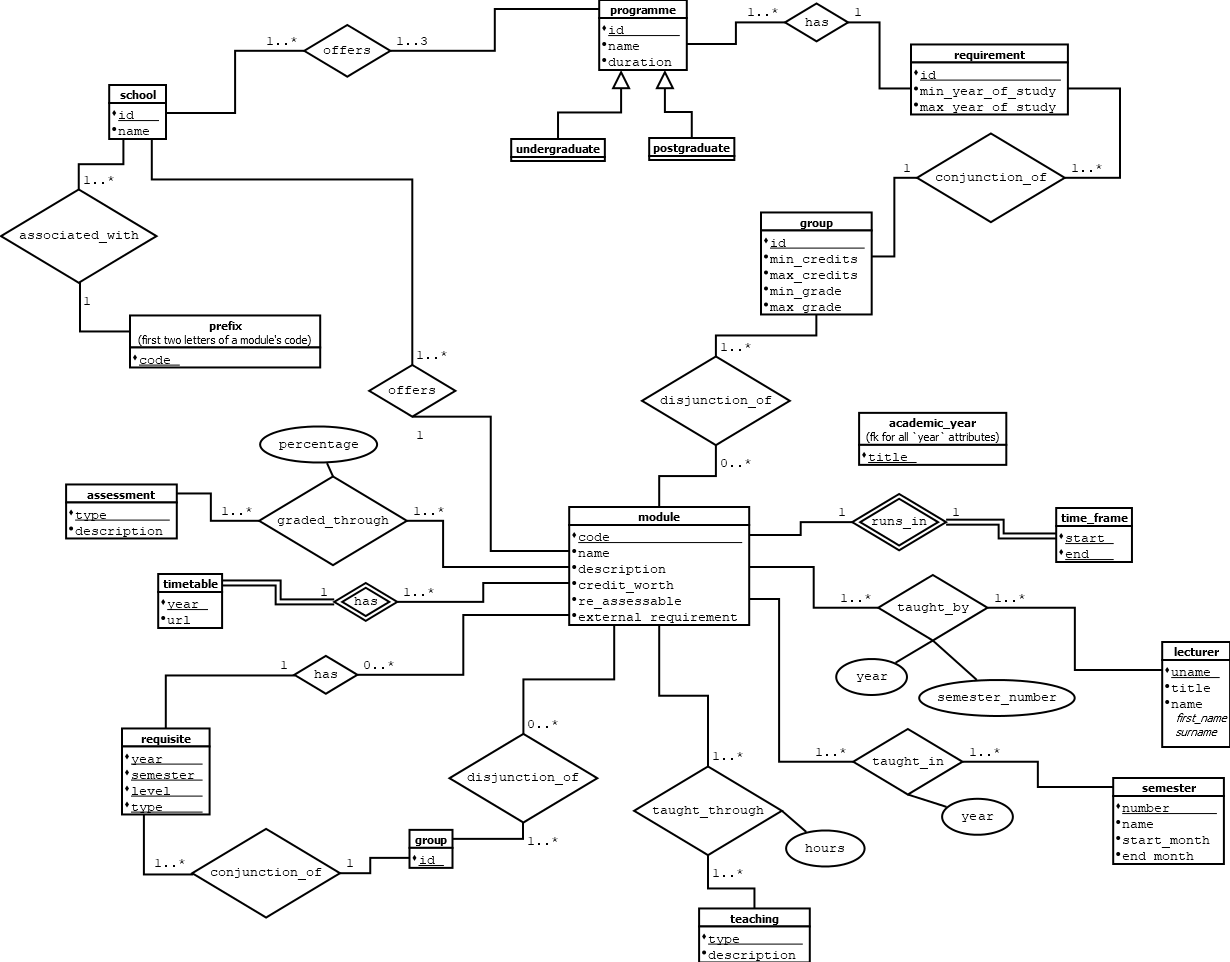 programme
id
name
duration
1..*
offers
1..3
1..*
has
1
requirement
id
min_year_of_study
max_year_of_study
school
id
name
undergraduate
postgraduate
1..*
associated_with
1
prefix
(first two letters of a module's code)
code
1
conjunction_of
1..*
group
id
min_credits
max_credits
min_grade
max_grade
1..*
offers
1
1..*
disjunction_of
0..*
academic_year
(fk for all `year` attributes)
title
percentage
assessment
type
description
1..*
graded_through
1..*
module
code
name
description
credit_worth
re_assessable
external_requirement
1
runs_in
1
time_frame
start
end
timetable
year
url
1
has
1..*
1..*
taught_by
1..*
year
semester_number
lecturer
uname
title
name
first_name
surname
1
has
0..*
requisite
year
semester
level
type
0..*
disjunction_of
1..*
1..*
taught_through
hours
1..*
1..*
taught_in
1..*
year
semester
number
name
start_month
end_month
1..*
conjunction_of
1
group
id
teaching
type
description